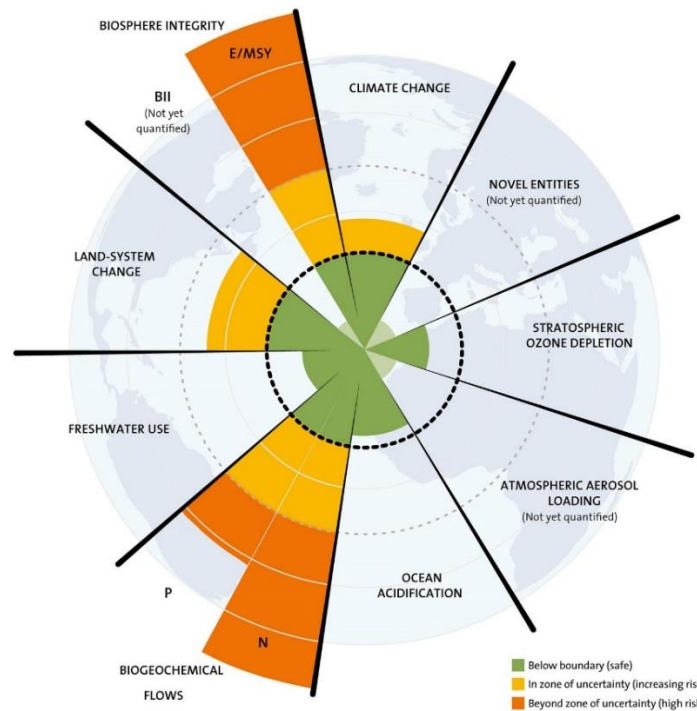 BIOSPHERE INTEGRITY
E/MSY
BII
(Not yet
quantified)
CLIMATE CHANGE
NOVEL ENTITIES
(Not yet quantified)
LAND-SYSTEM
CHANGE
STRATOSPHERIC
OZONE DEPLETION
FRESHWATER USE
ATMOSPHERIC AEROSOL
LOADING
(Not yet quantified)
OCEAN
ACIDIFICATION
P
N
BIOGEOCHEMICAL
FLOWS
Below boundary (safe)
In zone of uncertainty (increasing ris
Beyond zone of uncertainty (high risk